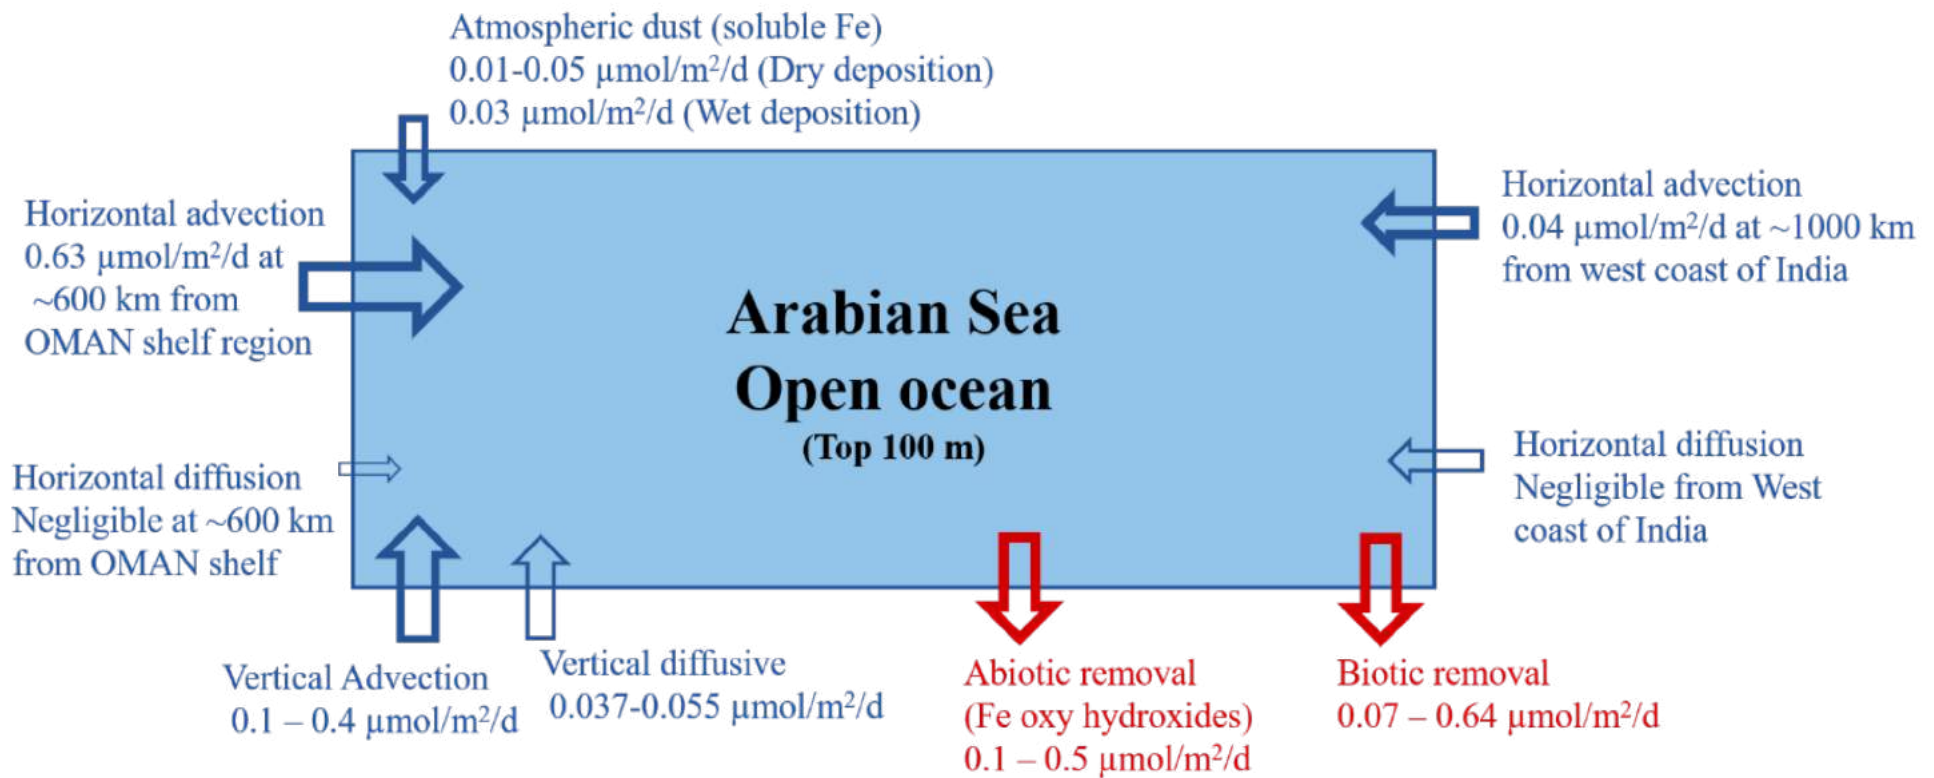 Atmospheric dust (soluble Fe)
0.01-0.05 µmol/m²/d (Dry deposition)
0.03 µmol/m²/d (Wet deposition)
Horizontal advection
0.63 µmol/m²/d at
~600 km from
OMAN shelf region
Horizontal advection
0.04 µmol/m²/d at ~1000 km
from west coast of India
Arabian Sea
Open ocean
(Top 100 m)
Horizontal diffusion
Negligible at ~600 km
from OMAN shelf
Horizontal diffusion
Negligible from West
coast of India
Vertical Advection
0.1 – 0.4 µmol/m²/d
Vertical diffusive
0.037-0.055 µmol/m²/d
Abiotic removal
(Fe oxy hydroxides)
0.1 – 0.5 µmol/m²/d
Biotic removal
0.07 – 0.64 µmol/m²/d